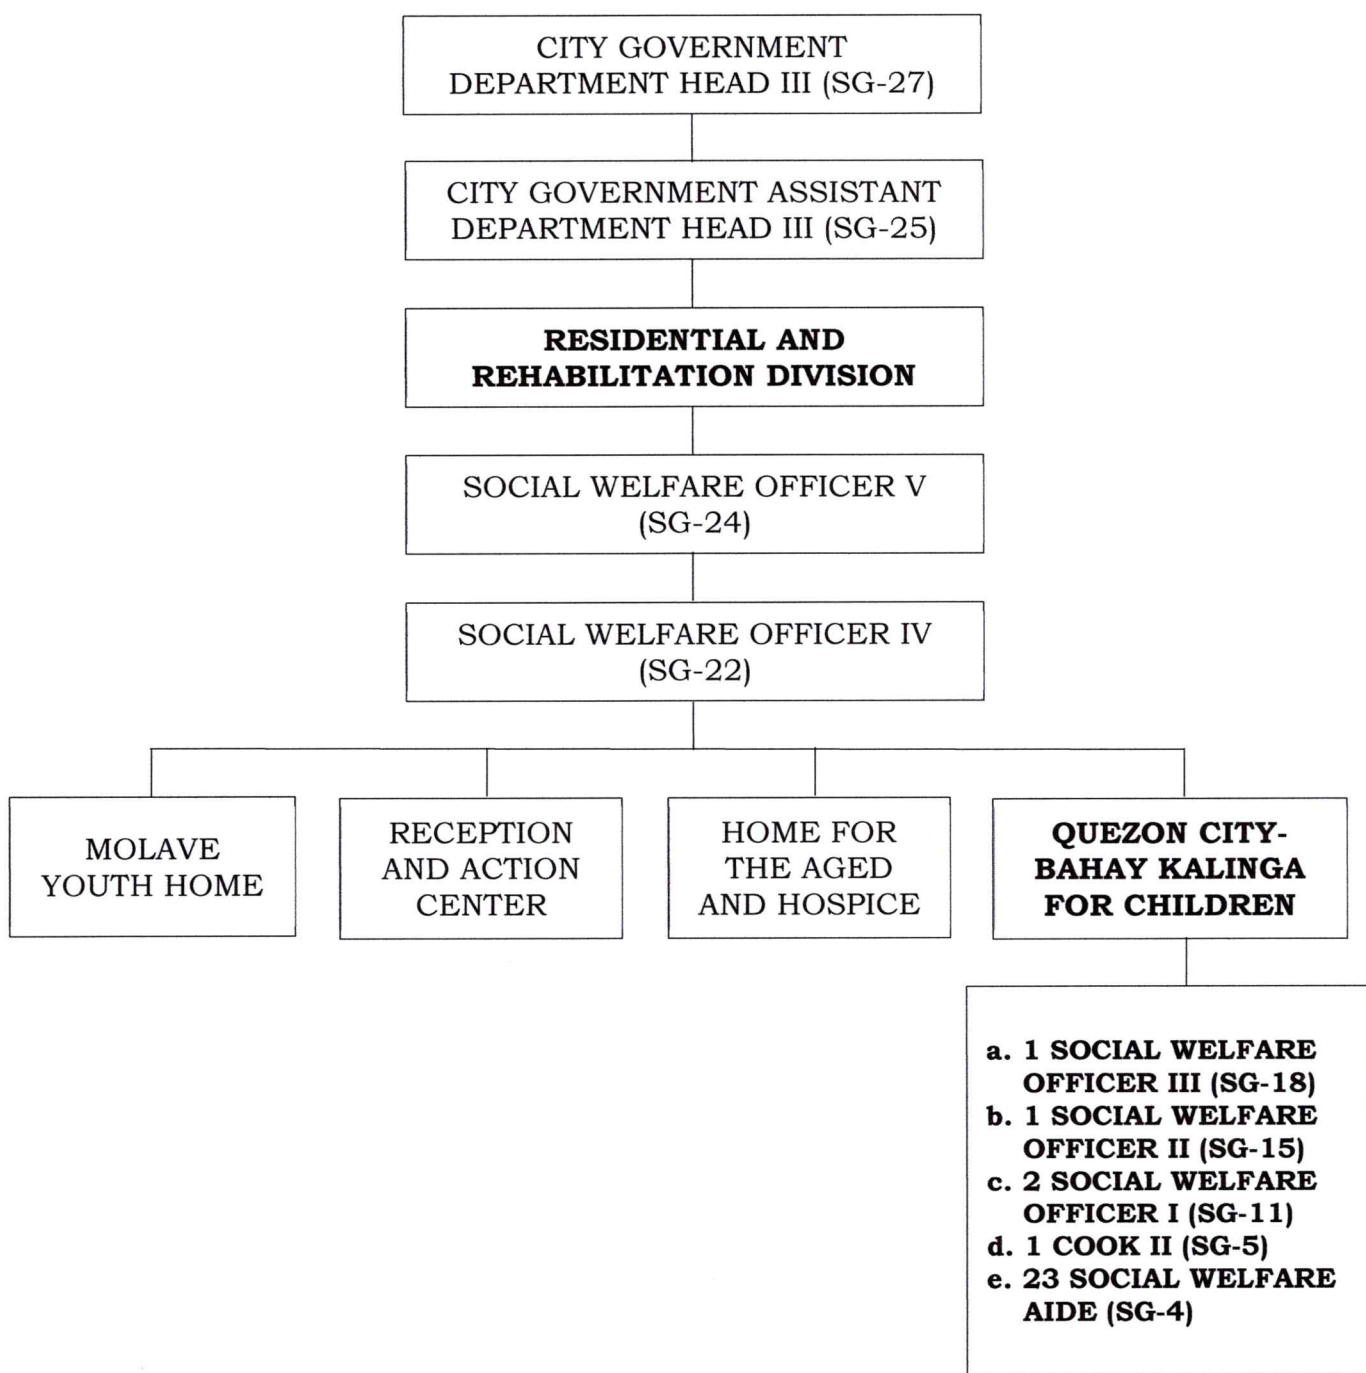 CITY GOVERNMENT
DEPARTMENT HEAD III (SG-27)
CITY GOVERNMENT ASSISTANT
DEPARTMENT HEAD III (SG-25)
RESIDENTIAL AND
REHABILITATION DIVISION
SOCIAL WELFARE OFFICER V
(SG-24)
SOCIAL WELFARE OFFICER IV
(SG-22)
MOLAVE
YOUTH HOME
RECEPTION
AND ACTION
CENTER
HOME FOR
THE AGED
AND HOSPICE
QUEZON CITY-
BAHAY KALINGA
FOR CHILDREN
a. 1 SOCIAL WELFARE
OFFICER III (SG-18)
b. 1 SOCIAL WELFARE
OFFICER II (SG-15)
c. 2 SOCIAL WELFARE
OFFICER I (SG-11)
d. 1 COOK II (SG-5)
e. 23 SOCIAL WELFARE
AIDE (SG-4)